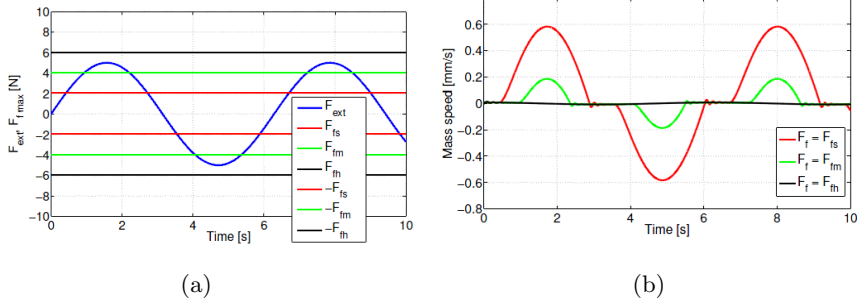 10
8
6
4
2
0
−2
−4
−6
−8
−10
F_ext, F_f max [N]
0 2 4 6 8 10
Time [s]
F_ext
F_fs
F_fm
F_fh
−F_fs
−F_fm
−F_fh
(a)
0.6
0.4
0.2
0
−0.2
−0.4
−0.6
−0.8
Mass speed [mm/s]
0 2 4 6 8 10
Time [s]
F_f = F_fs
F_f = F_fm
F_f = F_fh
(b)